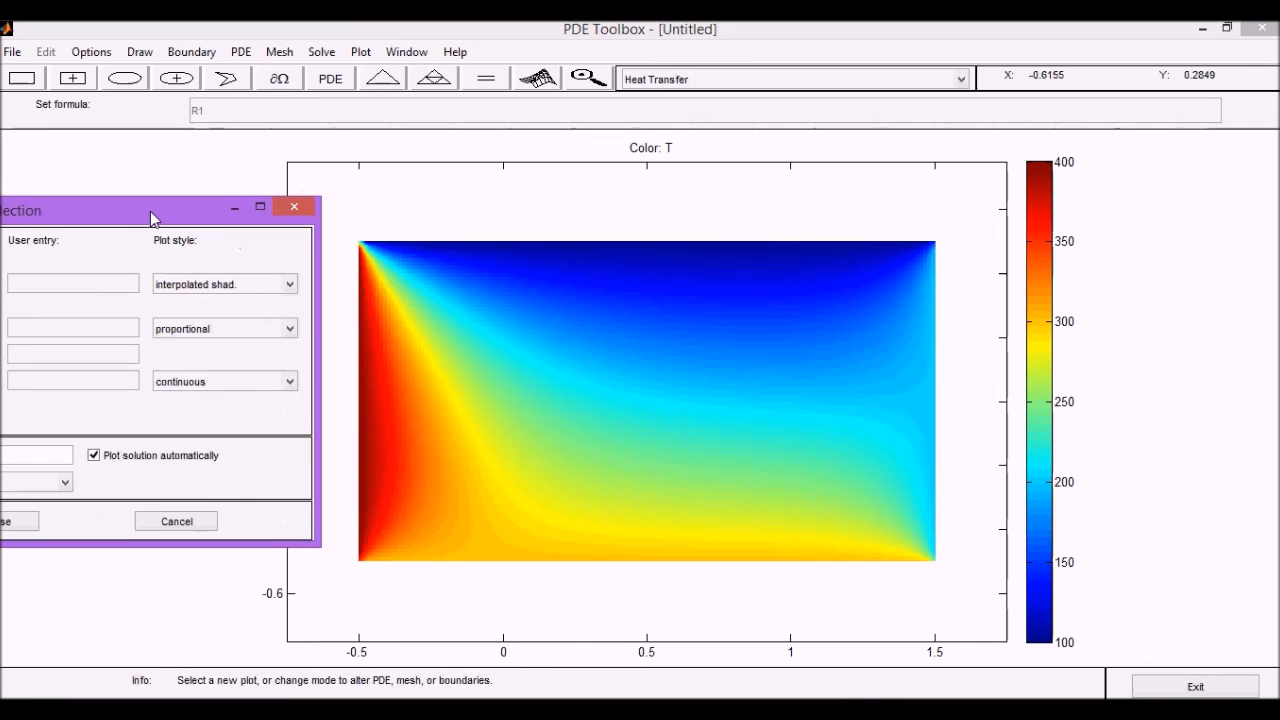 PDE Toolbox - [Untitled]
File Edit Options Draw Boundary PDE Mesh Solve Plot Window Help
∂Ω PDE = Heat Transfer X: -0.6155 Y: 0.2849
Set formula: R1
Color: T
lection
User entry: Plot style:
interpolated shad.
proportional
continuous
Plot solution automatically
se Cancel
400
350
300
250
200
150
100
-0.6
-0.5 0 0.5 1 1.5
Info: Select a new plot, or change mode to alter PDE, mesh, or boundaries.
Exit